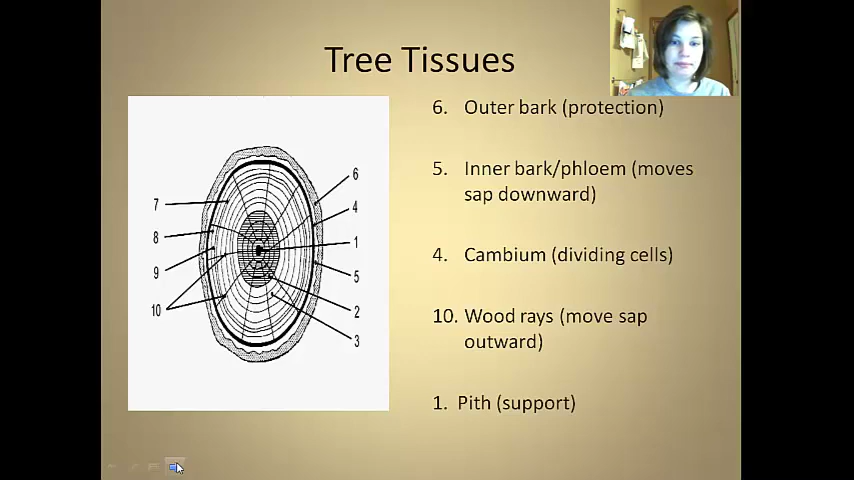 Tree Tissues
6. Outer bark (protection)
5. Inner bark/phloem (moves
sap downward)
4. Cambium (dividing cells)
10. Wood rays (move sap
outward)
1. Pith (support)
6
7
4
8
1
9
5
10
2
3